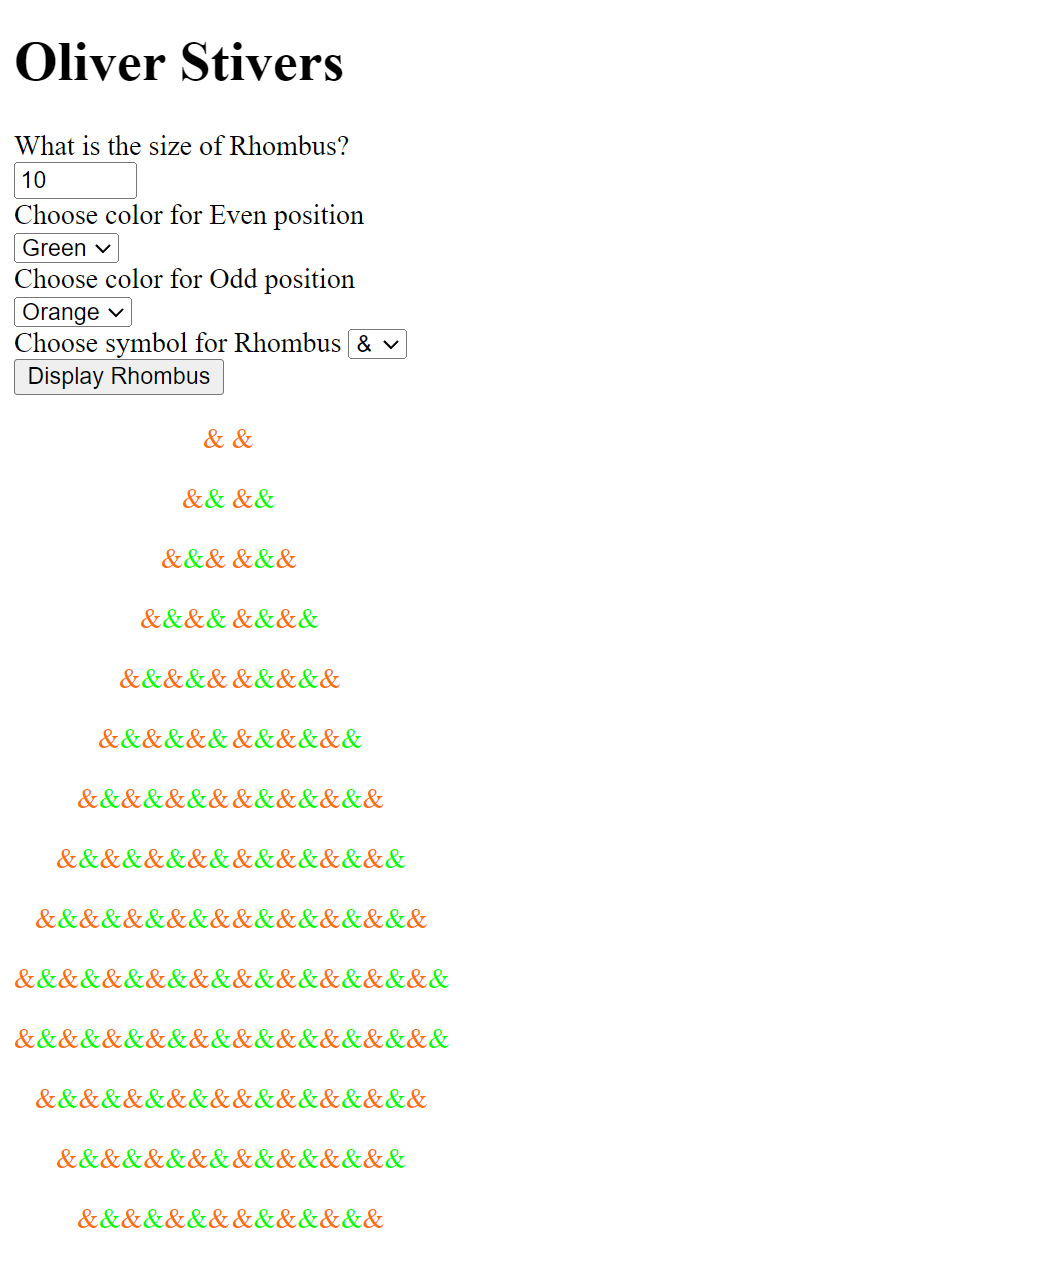 Oliver Stivers
What is the size of Rhombus?
10
Choose color for Even position
Green
Choose color for Odd position
Orange
Choose symbol for Rhombus &
Display Rhombus
& &
&& &&
&&& &&&
&&&& &&&&
&&&&& &&&&&
&&&&&& &&&&&&
&&&&&&& &&&&&&&
&&&&&&&& &&&&&&&&
&&&&&&&&& &&&&&&&&&
&&&&&&&&&& &&&&&&&&&&
&&&&&&&&&& &&&&&&&&&&
&&&&&&&&& &&&&&&&&&
&&&&&&&& &&&&&&&&
&&&&&&& &&&&&&&